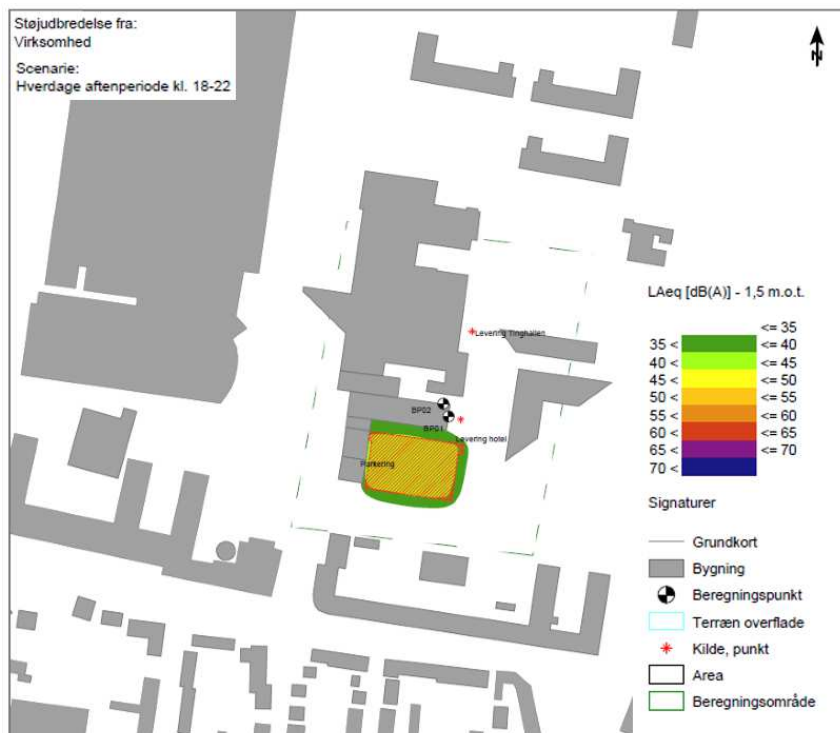 Støjudbredelse fra:
Virksomhed
Scenarie:
Hverdage aftenperiode kl. 18-22
N
Levering Tinghallen
BP02
BP01
Levering hotel
Parkering
LAeq [dB(A)] - 1,5 m.o.t.
<= 35
35 < <= 40
40 < <= 45
45 < <= 50
50 < <= 55
55 < <= 60
60 < <= 65
65 < <= 70
70 <
Signaturer
Grundkort
Bygning
Beregningspunkt
Terræn overflade
Kilde, punkt
Area
Beregningsområde